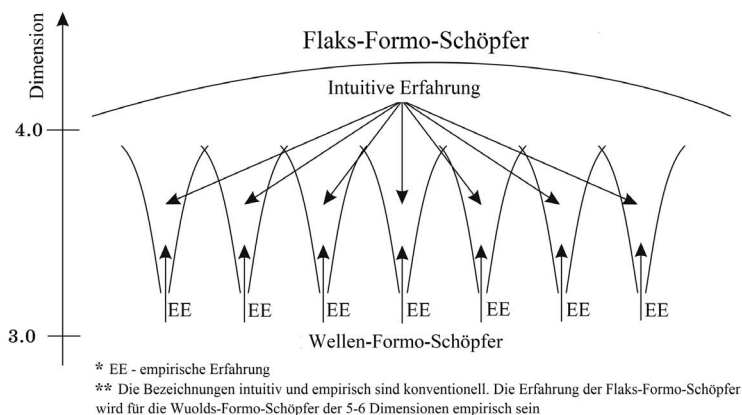 Dimension
Flaks-Formo-Schöpfer
Intuitive Erfahrung
4.0
EE EE EE EE EE EE EE
3.0
Wellen-Formo-Schöpfer
* EE - empirische Erfahrung
** Die Bezeichnungen intuitiv und empirisch sind konventionell. Die Erfahrung der Flaks-Formo-Schöpfer
wird für die Wuolds-Formo-Schöpfer der 5-6 Dimensionen empirisch sein